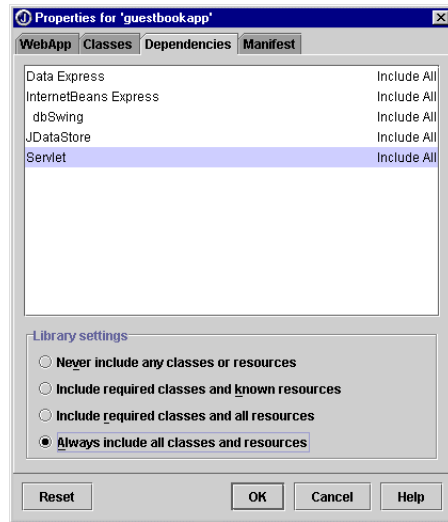 Properties for 'guestbookapp'
WebApp Classes Dependencies Manifest
Data Express Include All
InternetBeans Express Include All
dbSwing Include All
JDataStore Include All
Servlet Include All
Library settings
Never include any classes or resources
Include required classes and known resources
Include required classes and all resources
Always include all classes and resources
Reset OK Cancel Help